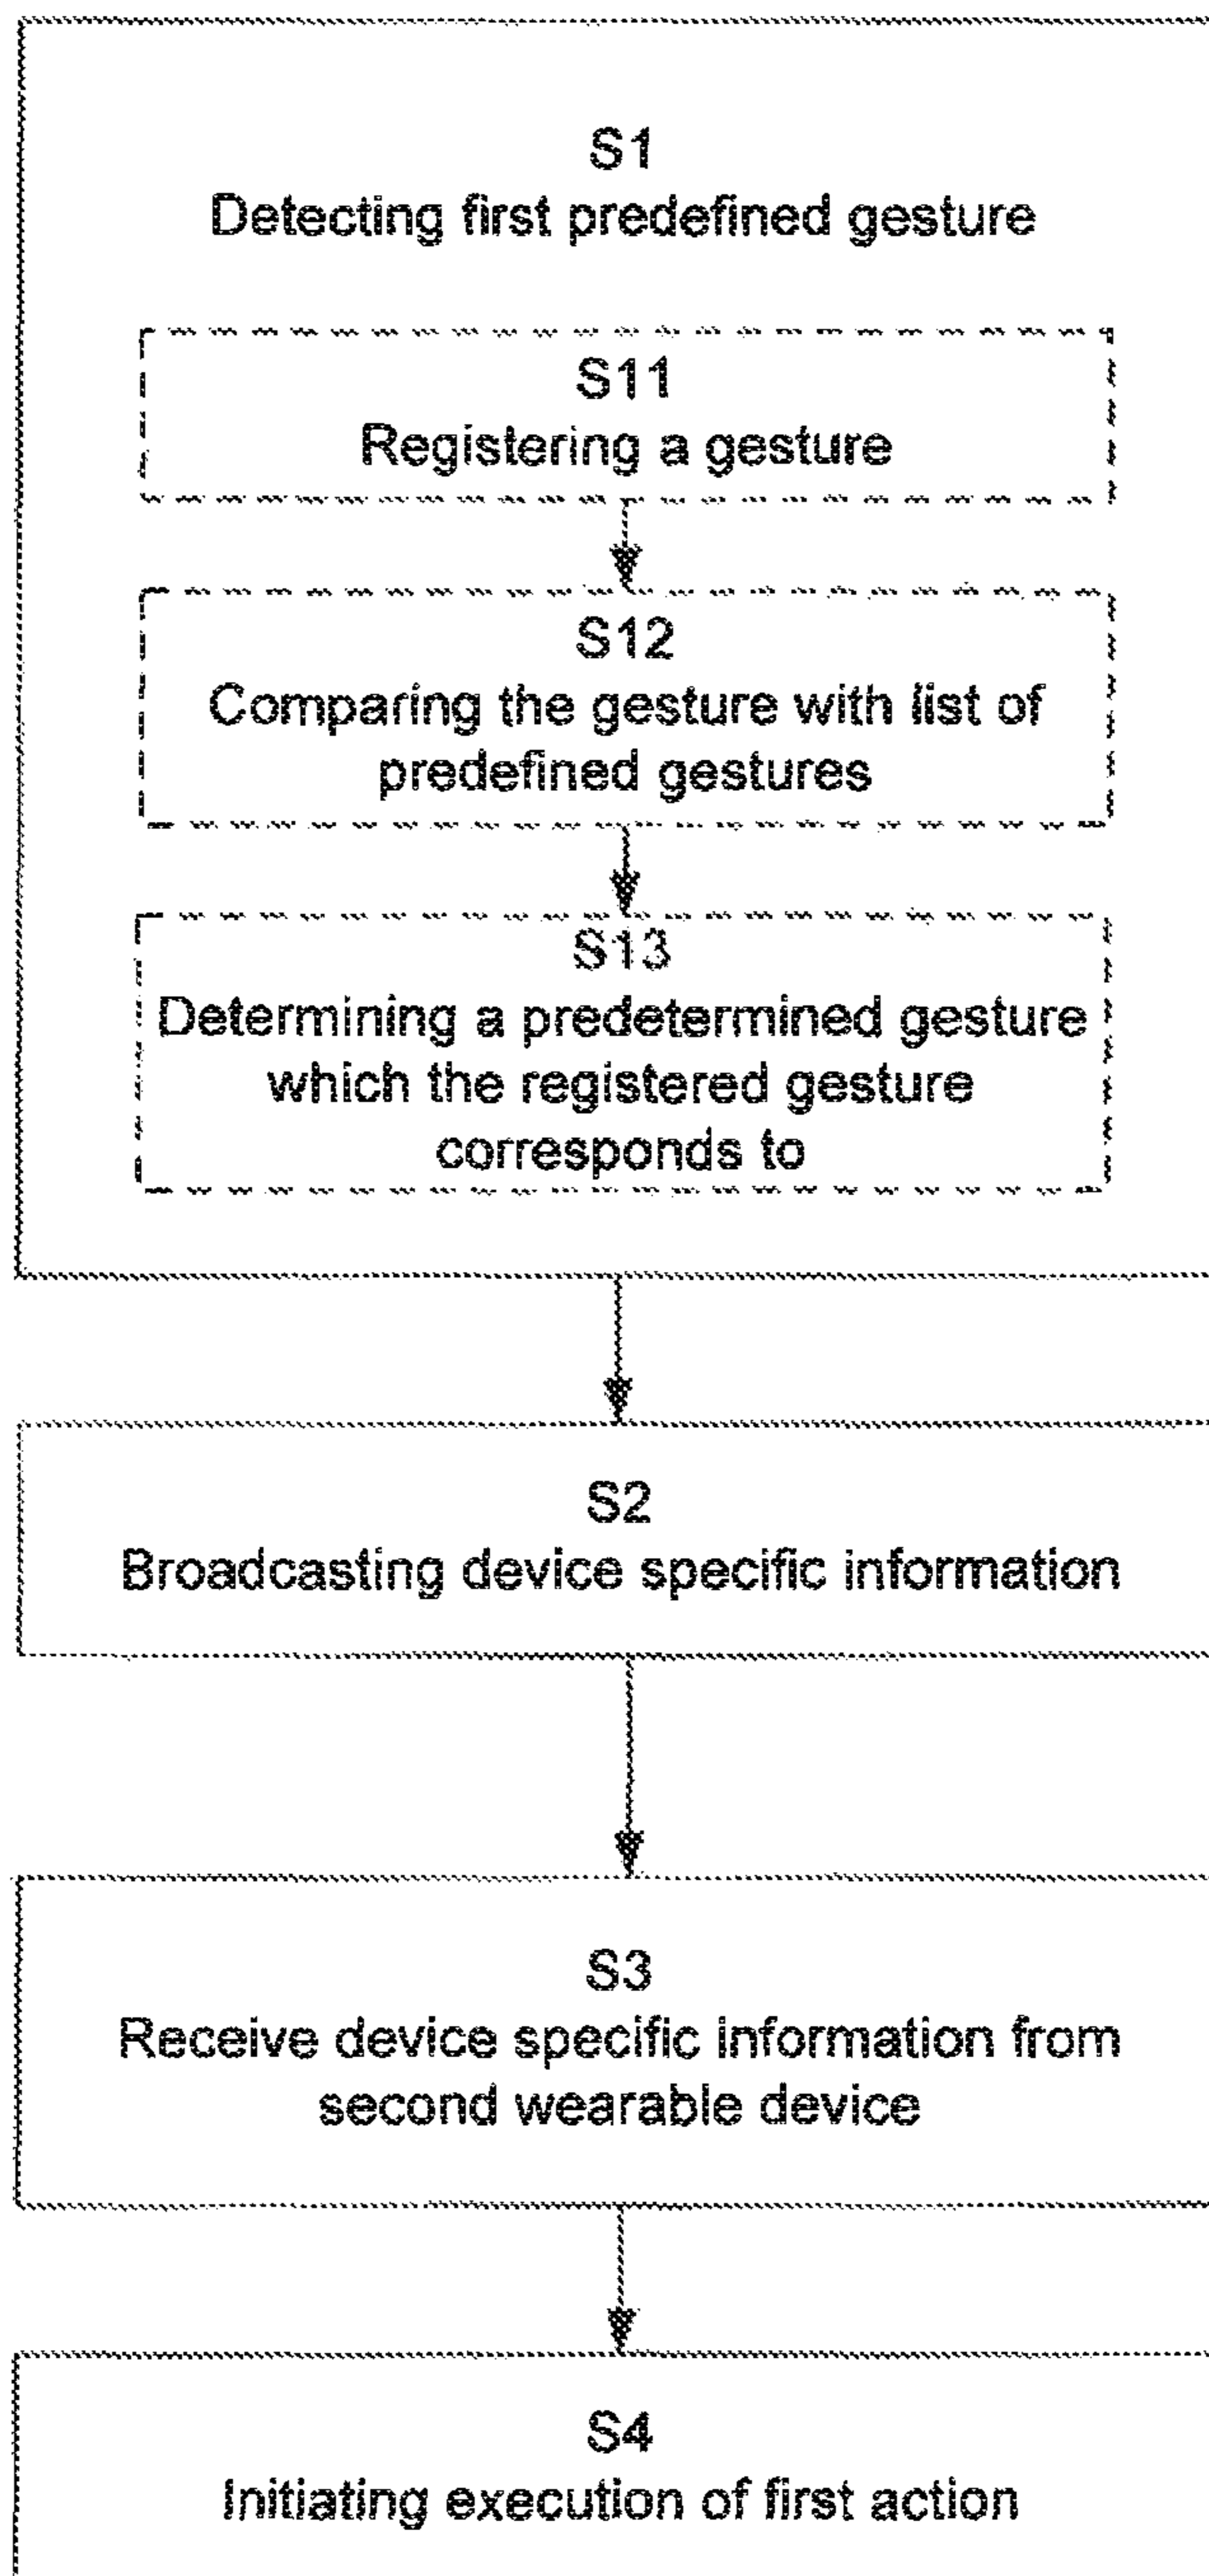 S1
Detecting first predefined gesture
S11
Registering a gesture
S12
Comparing the gesture with list of
predefined gestures
S13
Determining a predetermined gesture
which the registered gesture
corresponds to
S2
Broadcasting device specific information
S3
Receive device specific information from
second wearable device
S4
Initiating execution of first action